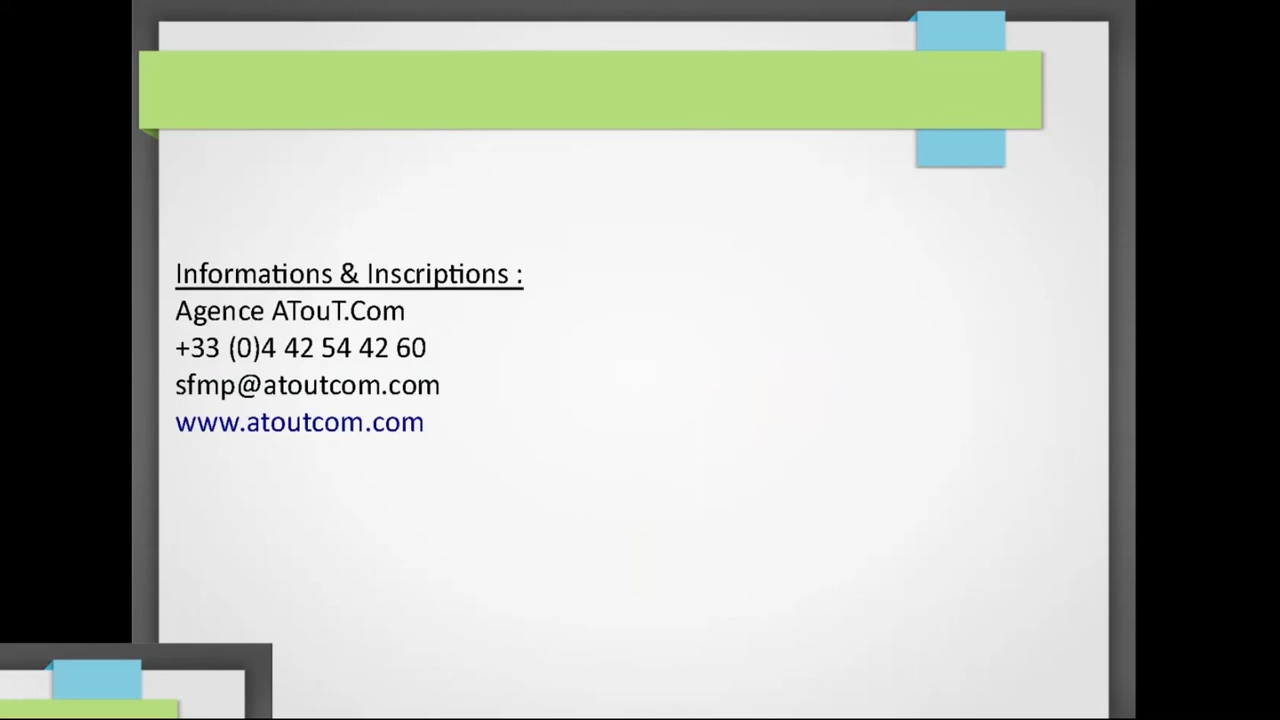 Informations & Inscriptions :
Agence ATouT.Com
+33 (0)4 42 54 42 60
sfmp@atoutcom.com
www.atoutcom.com